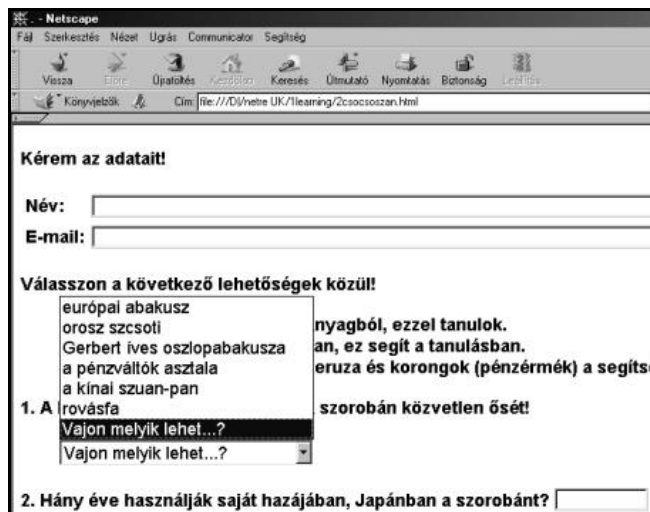 . - Netscape
Fájl Szerkesztés Nézet Ugrás Communicator Segítség
Vissza Előre Újratöltés Kezdőlap Keresés Útmutató Nyomtatás Biztonság Leállítás
Könyvjelzők Cím: file:///D|/netre UK/1learning/2csocsoszan.html
Kérem az adatait!
Név:
E-mail:
Válasszon a következő lehetőségek közül!
európai abakusz
orosz szcsoti nyagból, ezzel tanulok.
Gerbert íves oszlopabakusza an, ez segít a tanulásban.
a pénzváltók asztala eruza és korongok (pénzérmék) a segíts
a kínai szuan-pan
1. A rovásfa szorobán közvetlen ősét!
Vajon melyik lehet...?
Vajon melyik lehet...?
2. Hány éve használják saját hazájában, Japánban a szorobánt?